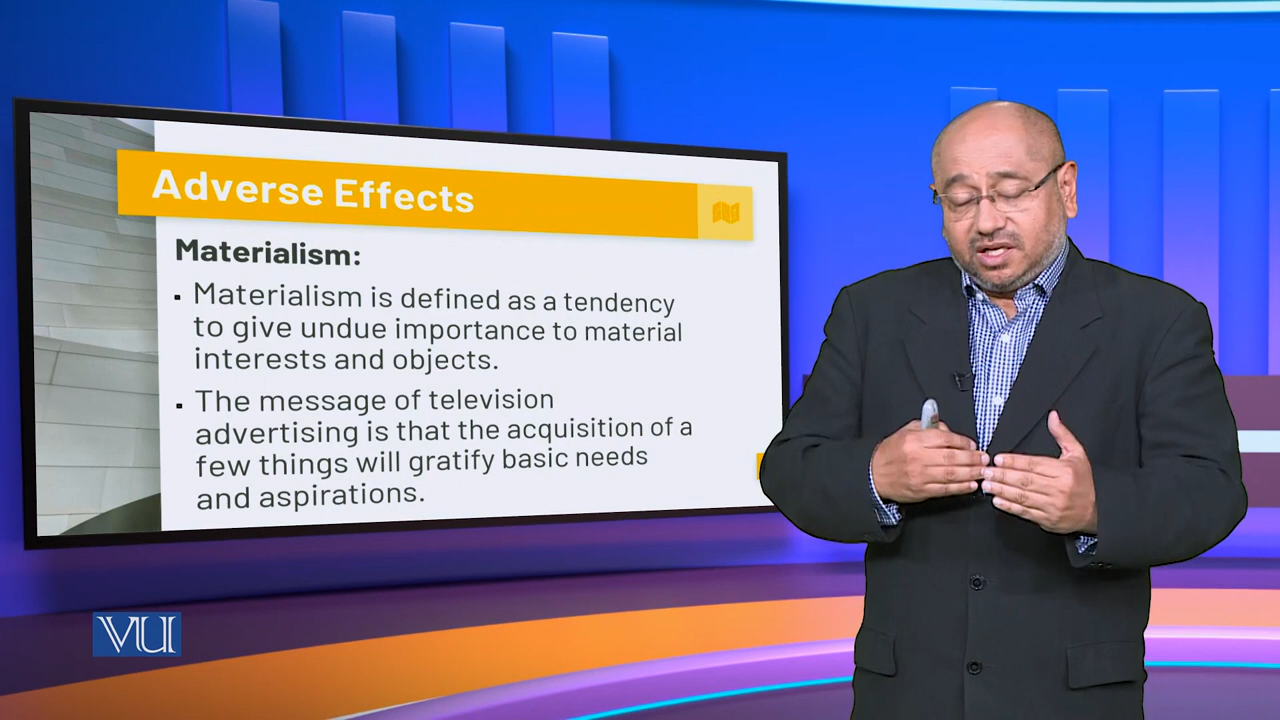 Adverse Effects
Materialism:
▪ Materialism is defined as a tendency
to give undue importance to material
interests and objects.
▪ The message of television
advertising is that the acquisition of a
few things will gratify basic needs
and aspirations.
VU